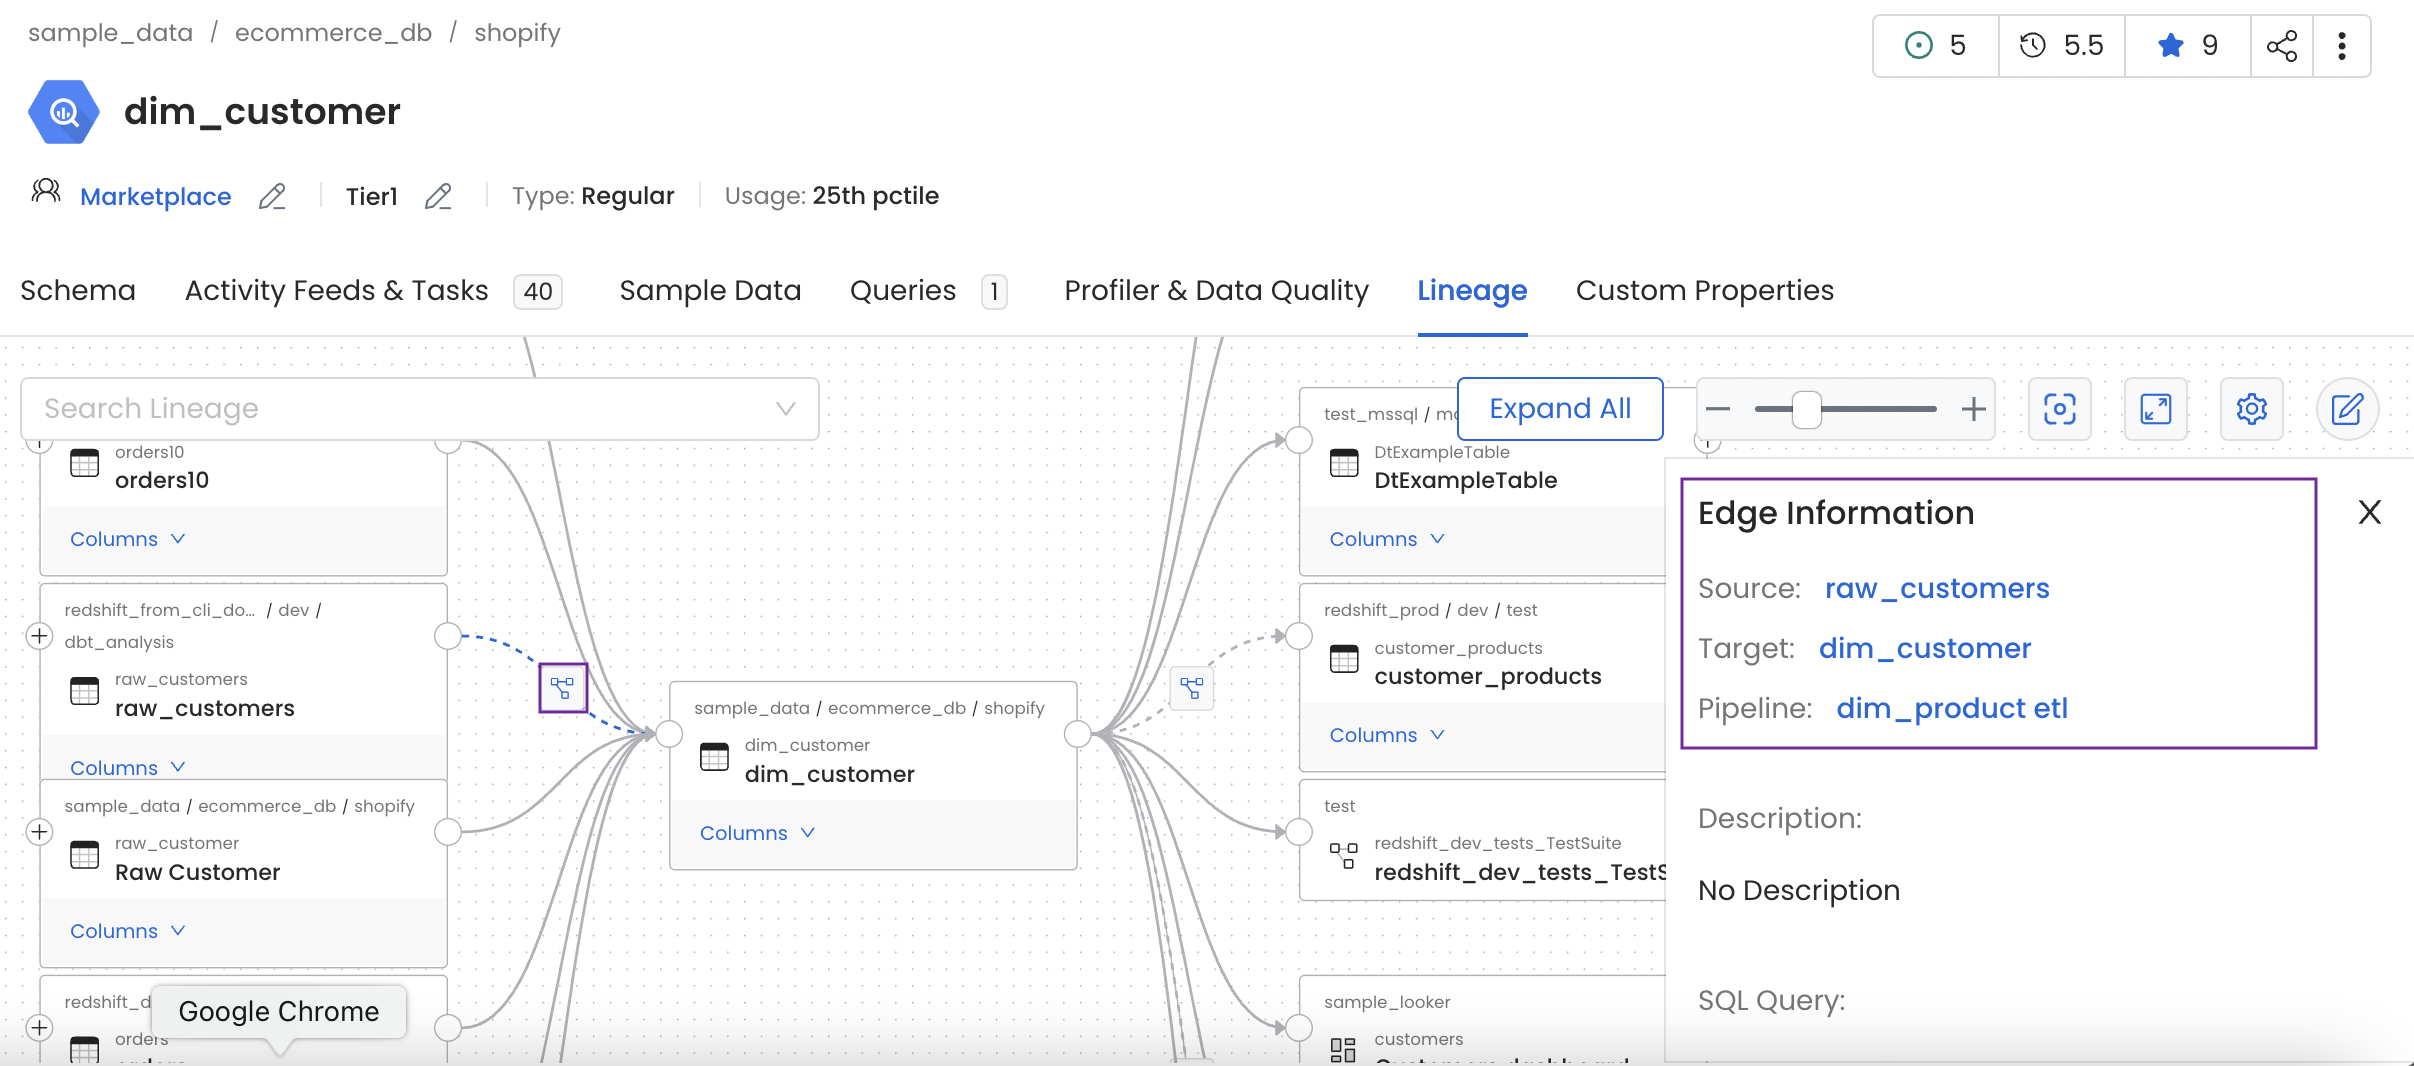 sample_data / ecommerce_db / shopify
5
5.5
9
dim_customer
Marketplace
Tier1
Type: Regular
Usage: 25th pctile
Schema
Activity Feeds & Tasks 40
Sample Data
Queries 1
Profiler & Data Quality
Lineage
Custom Properties
Search Lineage
Expand All
orders10
orders10
Columns
redshift_from_cli_do... / dev /
dbt_analysis
raw_customers
raw_customers
Columns
sample_data / ecommerce_db / shopify
raw_customer
Raw Customer
Columns
redshift_d
orders
Google Chrome
sample_data / ecommerce_db / shopify
dim_customer
dim_customer
Columns
test_mssql /
DtExampleTable
DtExampleTable
Columns
redshift_prod / dev / test
customer_products
customer_products
Columns
test
redshift_dev_tests_TestSuite
redshift_dev_tests_TestS
sample_looker
customers
Edge Information
X
Source: raw_customers
Target: dim_customer
Pipeline: dim_product etl
Description:
No Description
SQL Query: